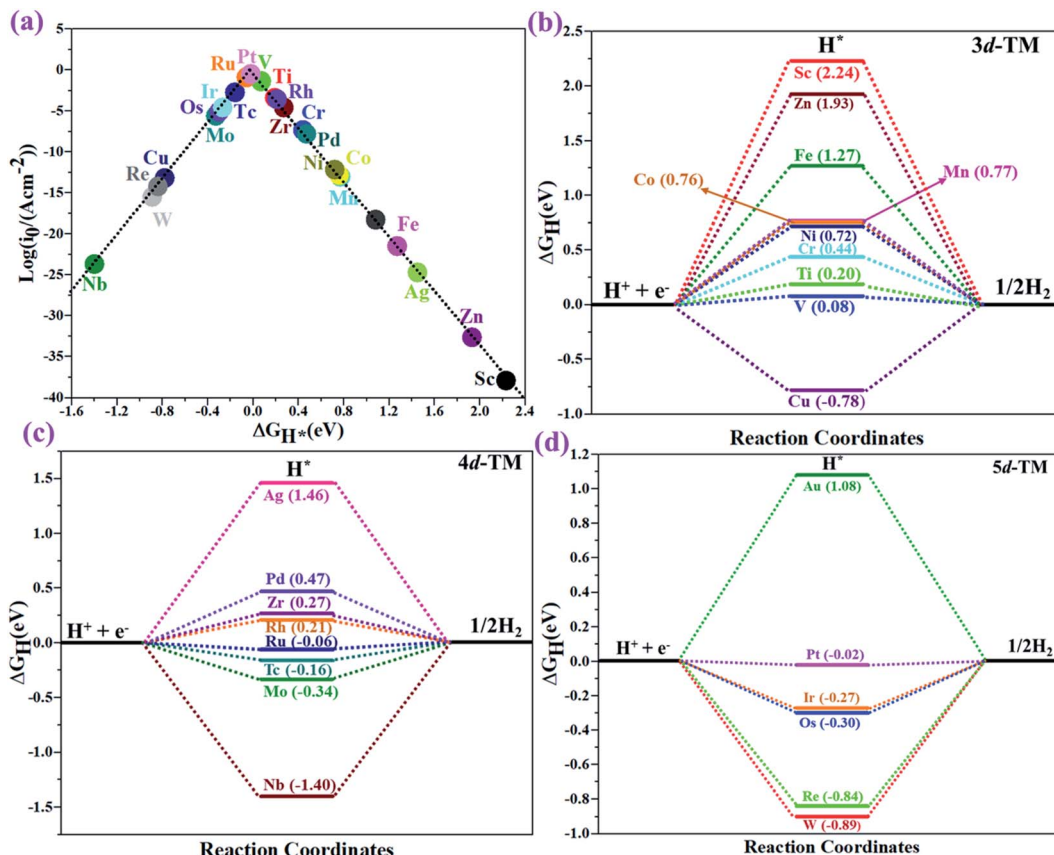 (a)
Log(i0/(Acm-2))
5
0
-5
-10
-15
-20
-25
-30
-35
-40
-1.6 -1.2 -0.8 -0.4 0.0 0.4 0.8 1.2 1.6 2.0 2.4
ΔGH*(eV)
Pt V
Ru
Ti
Ir
Rh
Os
Tc
Cr
Mo
Zr
Pd
Cu
Ni
Co
Re
Mn
W
Fe
Nb
Ag
Zn
Sc
(b)
3d-TM
H*
ΔGH(eV)
2.5
2.0
1.5
1.0
0.5
0.0
-0.5
-1.0
Sc (2.24)
Zn (1.93)
Fe (1.27)
Co (0.76)
Mn (0.77)
Ni (0.72)
Cr (0.44)
Ti (0.20)
V (0.08)
H+ + e-
1/2H2
Cu (-0.78)
Reaction Coordinates
(c)
4d-TM
H*
ΔGH(eV)
1.5
1.0
0.5
0.0
-0.5
-1.0
-1.5
Ag (1.46)
Pd (0.47)
Zr (0.27)
Rh (0.21)
H+ + e-
1/2H2
Ru (-0.06)
Tc (-0.16)
Mo (-0.34)
Nb (-1.40)
Reaction Coordinates
(d)
5d-TM
H*
ΔGH(eV)
1.2
1.0
0.8
0.6
0.4
0.2
0.0
-0.2
-0.4
-0.6
-0.8
-1.0
Au (1.08)
Pt (-0.02)
H+ + e-
1/2H2
Ir (-0.27)
Os (-0.30)
Re (-0.84)
W (-0.89)
Reaction Coordinates